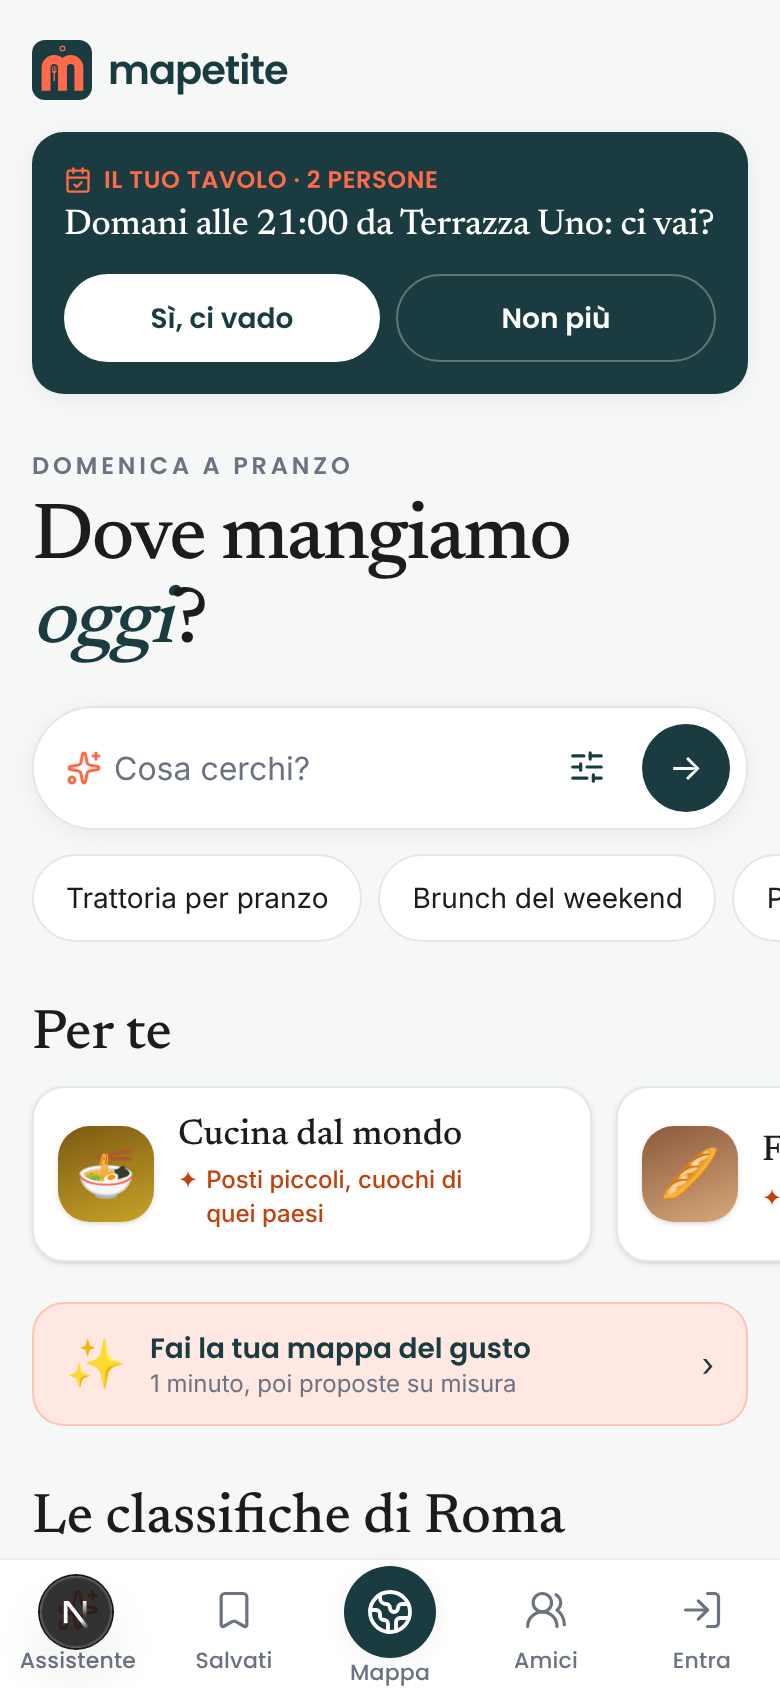 mapetite
IL TUO TAVOLO · 2 PERSONE
Domani alle 21:00 da Terrazza Uno: ci vai?
Sì, ci vado
Non più
DOMENICA A PRANZO
Dove mangiamo
oggi?
Cosa cerchi?
Trattoria per pranzo
Brunch del weekend
P
Per te
Cucina dal mondo
✦ Posti piccoli, cuochi di
quei paesi
F
✦
Fai la tua mappa del gusto
1 minuto, poi proposte su misura
Le classifiche di Roma
N
Assistente
Salvati
Mappa
Amici
Entra